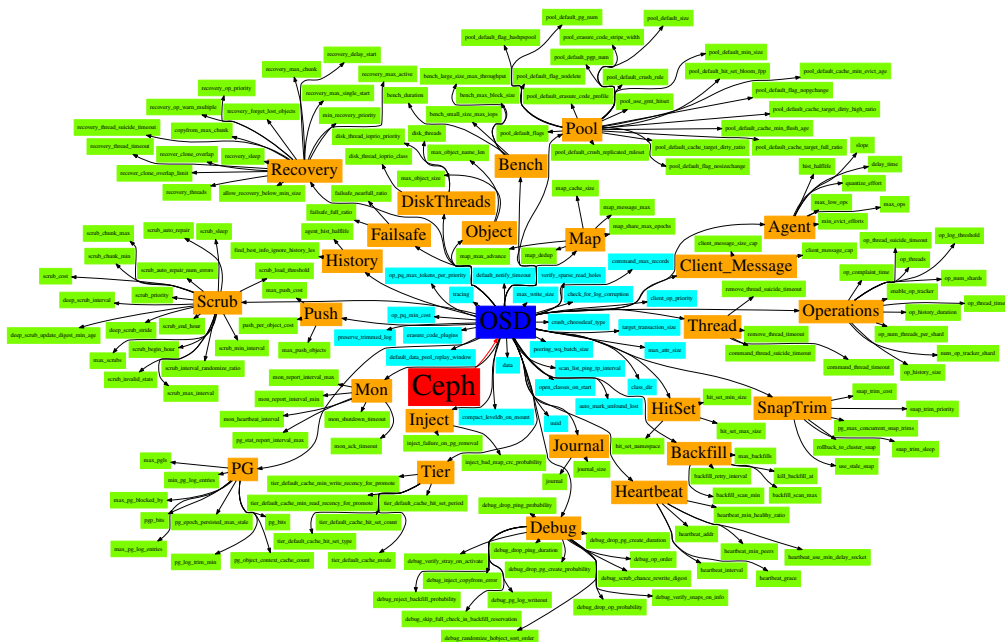 pool_default_pg_num
pool_default_size
pool_default_flag_hashpspool
pool_erasure_code_stripe_width
recovery_delay_start
pool_default_pgp_num
pool_default_min_size
recovery_max_chunk
recovery_max_active
bench_large_size_max_throughput
pool_default_flag_nodelete
pool_default_crush_rule
pool_default_hit_set_bloom_fpp
pool_default_cache_min_evict_age
recovery_op_priority
recovery_max_single_start
bench_duration
bench_max_block_size
pool_default_erasure_code_profile
pool_use_gmt_hitset
pool_default_flag_nopgchange
recovery_op_warn_multiple
recovery_forget_lost_objects
min_recovery_priority
bench_small_size_max_iops
pool_default_cache_target_dirty_high_ratio
recovery_thread_suicide_timeout
copyfrom_max_chunk
disk_thread_ioprio_priority
disk_threads
pool_default_flags
Pool
pool_default_cache_min_flush_age
recovery_thread_timeout
recover_clone_overlap
recovery_sleep
disk_thread_ioprio_class
max_object_name_len
Bench
pool_default_crush_replicated_ruleset
pool_default_cache_target_dirty_ratio
pool_default_cache_target_full_ratio
pool_default_flag_nosizechange
slope
recover_clone_overlap_limit
Recovery
max_object_size
hist_halflife
delay_time
recovery_threads
allow_recovery_below_min_size
failsafe_nearfull_ratio
DiskThreads
map_cache_size
quantize_effort
failsafe_full_ratio
map_message_max
max_low_ops
max_ops
scrub_chunk_max
scrub_auto_repair
scrub_sleep
agent_hist_halflife
Failsafe
Object
Map
map_share_max_epochs
Agent
min_evict_efforts
scrub_chunk_min
find_best_info_ignore_history_les
History
map_max_advance
map_dedup
client_message_size_cap
client_message_cap
op_thread_suicide_timeout
op_log_threshold
scrub_cost
scrub_auto_repair_num_errors
scrub_load_threshold
op_pq_max_tokens_per_priority
default_notify_timeout
verify_sparse_read_holes
command_max_records
Client_Message
op_complaint_time
op_threads
deep_scrub_interval
scrub_priority
max_push_cost
tracing
max_write_size
check_for_log_corruption
client_op_priority
remove_thread_suicide_timeout
enable_op_tracker
op_num_shards
Scrub
Push
op_pq_min_cost
OSD
crush_chooseleaf_type
target_transaction_size
Thread
Operations
op_thread_timeout
op_history_duration
deep_scrub_update_digest_min_age
deep_scrub_stride
scrub_end_hour
push_per_object_cost
preserve_trimmed_log
erasure_code_plugins
max_attr_size
remove_thread_timeout
op_num_threads_per_shard
max_scrubs
scrub_begin_hour
scrub_min_interval
max_push_objects
default_data_pool_replay_window
peering_wq_batch_size
command_thread_suicide_timeout
num_op_tracker_shard
scrub_invalid_stats
scrub_interval_randomize_ratio
data
scan_list_ping_tp_interval
command_thread_timeout
op_history_size
mon_report_interval_max
Ceph
open_classes_on_start
class_dir
scrub_max_interval
mon_report_interval_min
Mon
auto_mark_unfound_lost
hit_set_min_size
snap_trim_cost
mon_heartbeat_interval
mon_shutdown_timeout
Inject
compact_leveldb_on_mount
uuid
HitSet
SnapTrim
snap_trim_priority
pg_stat_report_interval_max
mon_ack_timeout
inject_failure_on_pg_removal
Journal
hit_set_namespace
hit_set_max_size
pg_max_concurrent_snap_trims
max_pgls
PG
inject_bad_map_crc_probability
journal_size
Backfill
max_backfills
rollback_to_cluster_snap
snap_trim_sleep
min_pg_log_entries
Tier
journal
backfill_retry_interval
kill_backfill_at
use_stale_snap
tier_default_cache_min_write_recency_for_promote
Heartbeat
backfill_scan_min
backfill_scan_max
max_pg_blocked_by
tier_default_cache_min_read_recency_for_promote
tier_default_cache_hit_set_period
debug_drop_ping_probability
heartbeat_min_healthy_ratio
pgp_bits
pg_epoch_persisted_max_stale
pg_bits
tier_default_cache_hit_set_count
Debug
debug_drop_pg_create_duration
heartbeat_addr
max_pg_log_entries
tier_default_cache_hit_set_type
debug_drop_ping_duration
heartbeat_min_peers
heartbeat_use_min_delay_socket
pg_log_trim_min
pg_object_context_cache_count
tier_default_cache_mode
debug_verify_stray_on_activate
debug_op_order
debug_drop_pg_create_probability
heartbeat_interval
debug_inject_copyfrom_error
debug_scrub_chance_rewrite_digest
heartbeat_grace
debug_reject_backfill_probability
debug_pg_log_writeout
debug_verify_snaps_on_info
debug_skip_full_check_in_backfill_reservation
debug_drop_op_probability
debug_randomize_hobject_sort_order